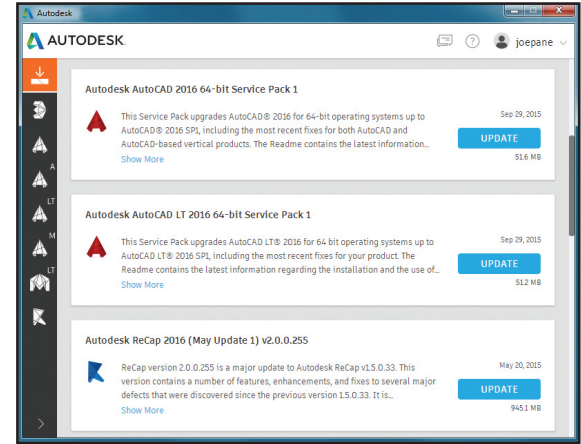 Autodesk
AUTODESK.
joepane
A
LT
M
LT
Autodesk AutoCAD 2016 64-bit Service Pack 1
This Service Pack upgrades AutoCAD® 2016 for 64-bit operating systems up to
AutoCAD® 2016 SP1, including the most recent fixes for both AutoCAD and
AutoCAD-based vertical products. The Readme contains the latest information...
Show More
Sep 29, 2015
UPDATE
51.6 MB
Autodesk AutoCAD LT 2016 64-bit Service Pack 1
This Service Pack upgrades AutoCAD LT® 2016 for 64 bit operating systems up to
AutoCAD LT® 2016 SP1, including the most recent fixes for your product. The
Readme contains the latest information regarding the installation and the use of...
Show More
Sep 29, 2015
UPDATE
51.2 MB
Autodesk ReCap 2016 (May Update 1) v2.0.0.255
ReCap version 2.0.0.255 is a major update to Autodesk ReCap v1.5.0.33. This
version contains a number of features, enhancements, and fixes to several major
defects that were discovered since the previous version 1.5.0.33. It is...
Show More
May 20, 2015
UPDATE
945.1 MB